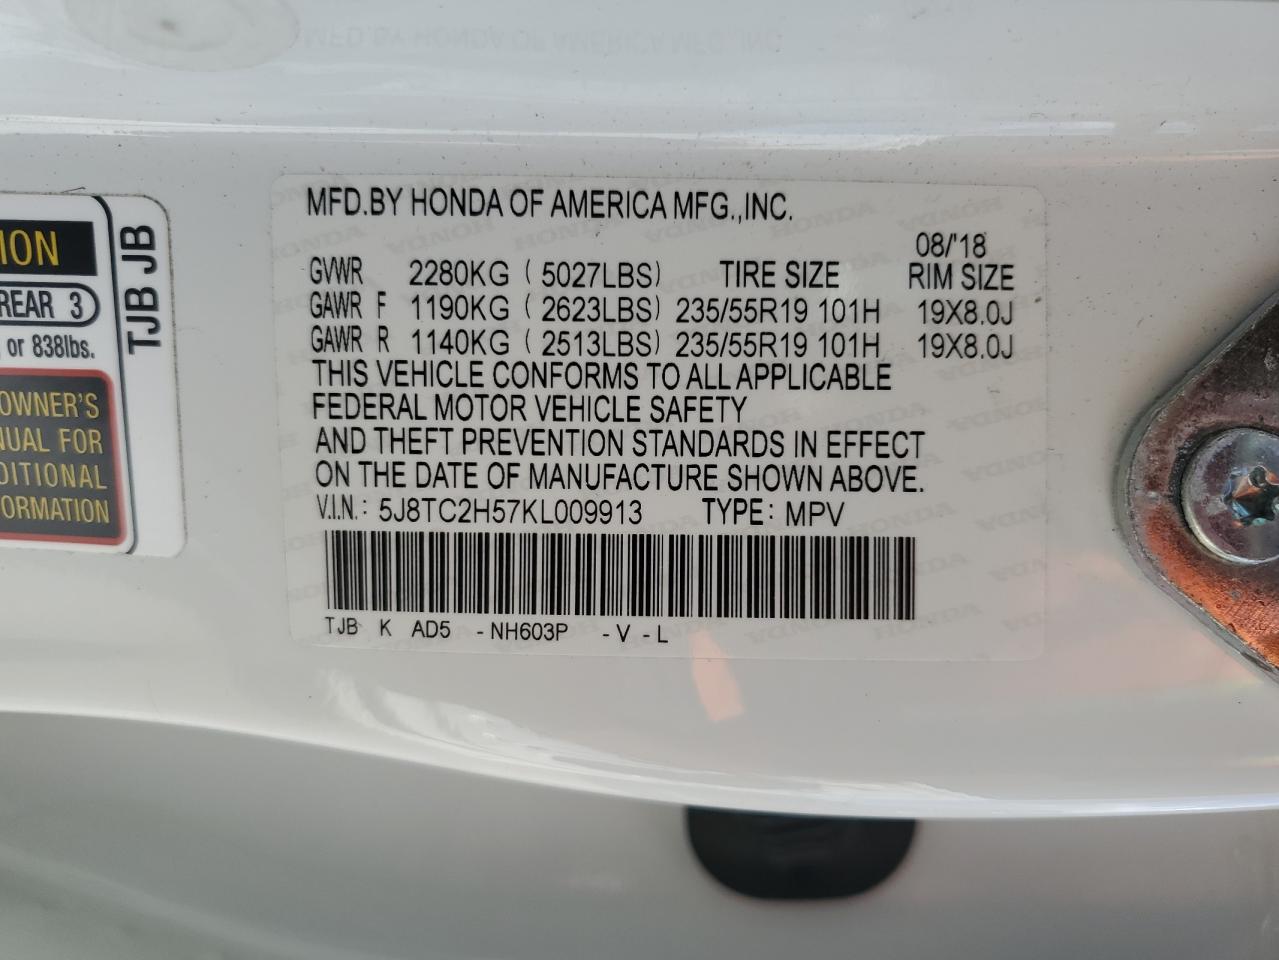 MFD.BY HONDA OF AMERICA MFG.,INC.
08/'18
GVWR 2280KG ( 5027LBS) TIRE SIZE RIM SIZE
GAWR F 1190KG ( 2623LBS) 235/55R19 101H 19X8.0J
GAWR R 1140KG ( 2513LBS) 235/55R19 101H 19X8.0J
THIS VEHICLE CONFORMS TO ALL APPLICABLE
FEDERAL MOTOR VEHICLE SAFETY
AND THEFT PREVENTION STANDARDS IN EFFECT
ON THE DATE OF MANUFACTURE SHOWN ABOVE.
V.I.N.: 5J8TC2H57KL009913 TYPE: MPV
TJB K AD5 -NH603P -V -L
ION
REAR 3
or 838lbs.
OWNER'S
NUAL FOR
DITIONAL
FORMATION
TJB JB